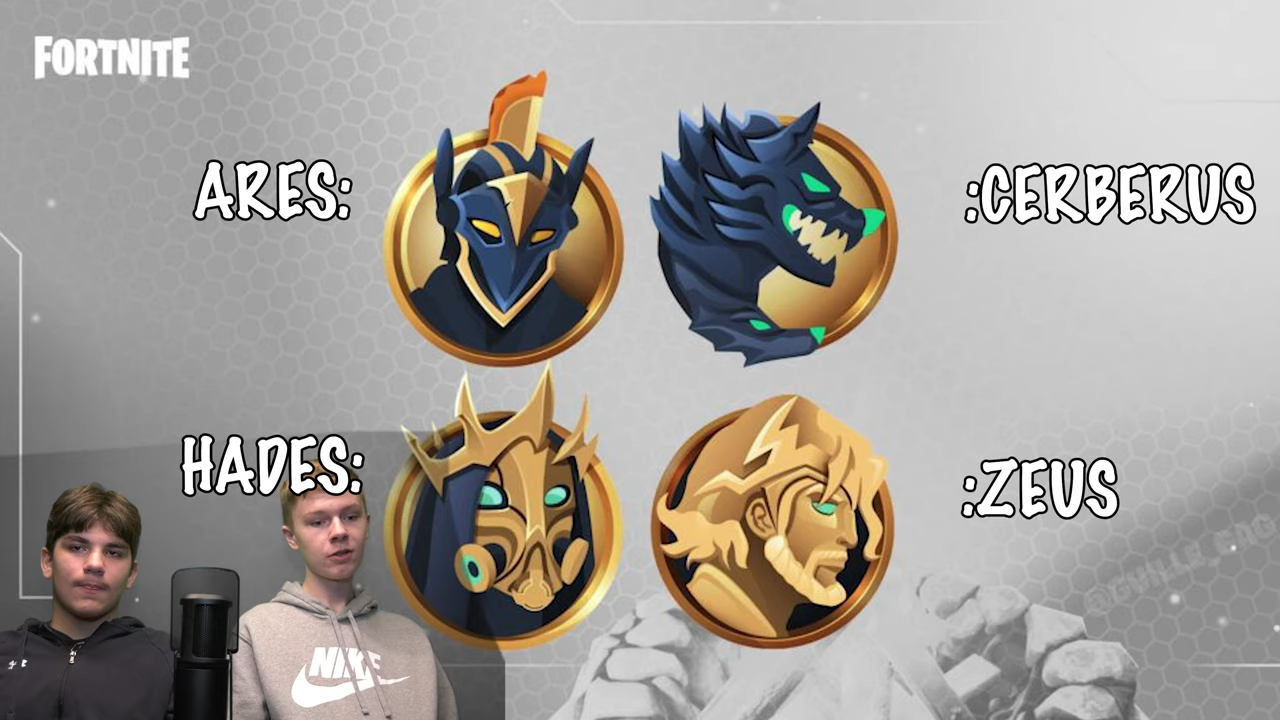 FORTNITE
ARES:
:CERBERUS
HADES:
:ZEUS
NIKE